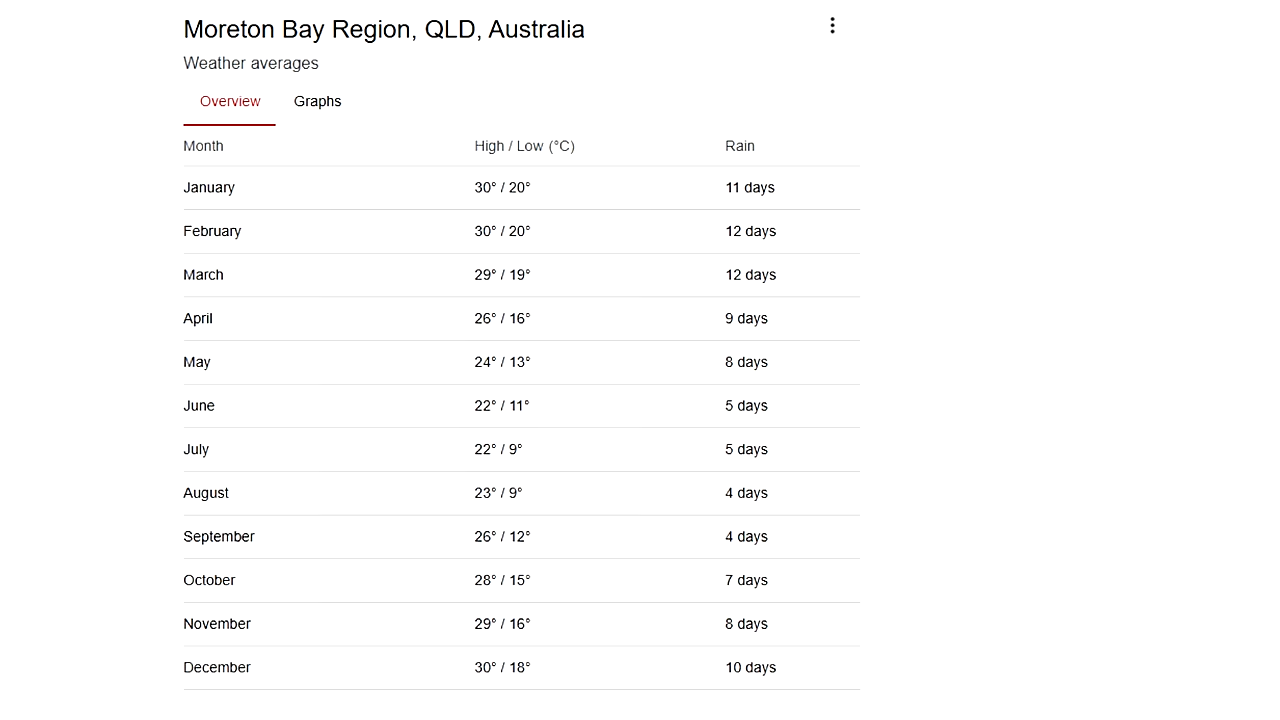 Moreton Bay Region, QLD, Australia
Weather averages
Overview Graphs
Month High / Low (°C) Rain
January 30° / 20° 11 days
February 30° / 20° 12 days
March 29° / 19° 12 days
April 26° / 16° 9 days
May 24° / 13° 8 days
June 22° / 11° 5 days
July 22° / 9° 5 days
August 23° / 9° 4 days
September 26° / 12° 4 days
October 28° / 15° 7 days
November 29° / 16° 8 days
December 30° / 18° 10 days